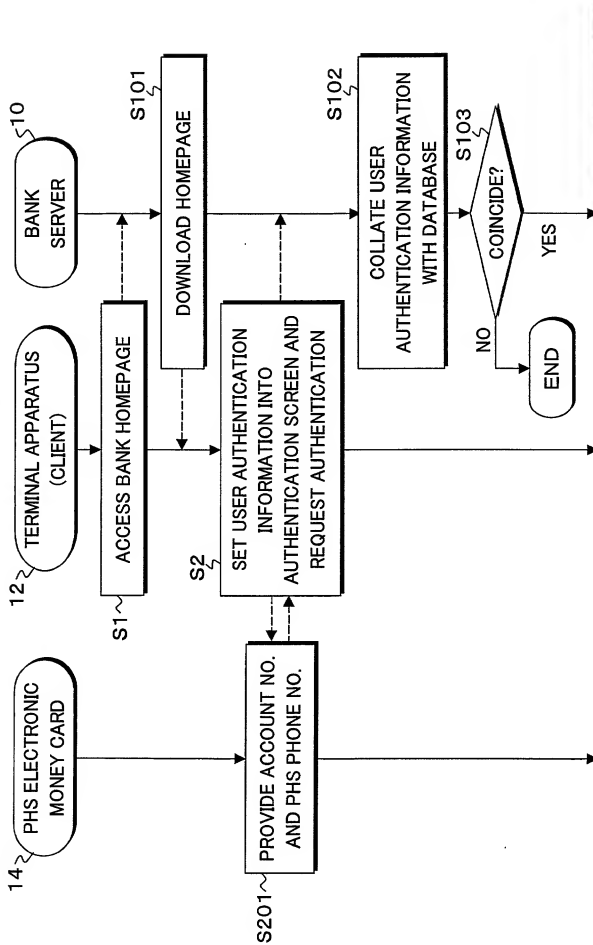 14
PHS ELECTRONIC
MONEY CARD
12
TERMINAL APPARATUS
(CLIENT)
10
BANK
SERVER
S1
ACCESS BANK HOMEPAGE
S101
DOWNLOAD HOMEPAGE
S2
SET USER AUTHENTICATION
INFORMATION INTO
AUTHENTICATION SCREEN AND
REQUEST AUTHENTICATION
S201
PROVIDE ACCOUNT NO.
AND PHS PHONE NO.
S102
COLLATE USER
AUTHENTICATION INFORMATION
WITH DATABASE
S103
COINCIDE?
NO
YES
END